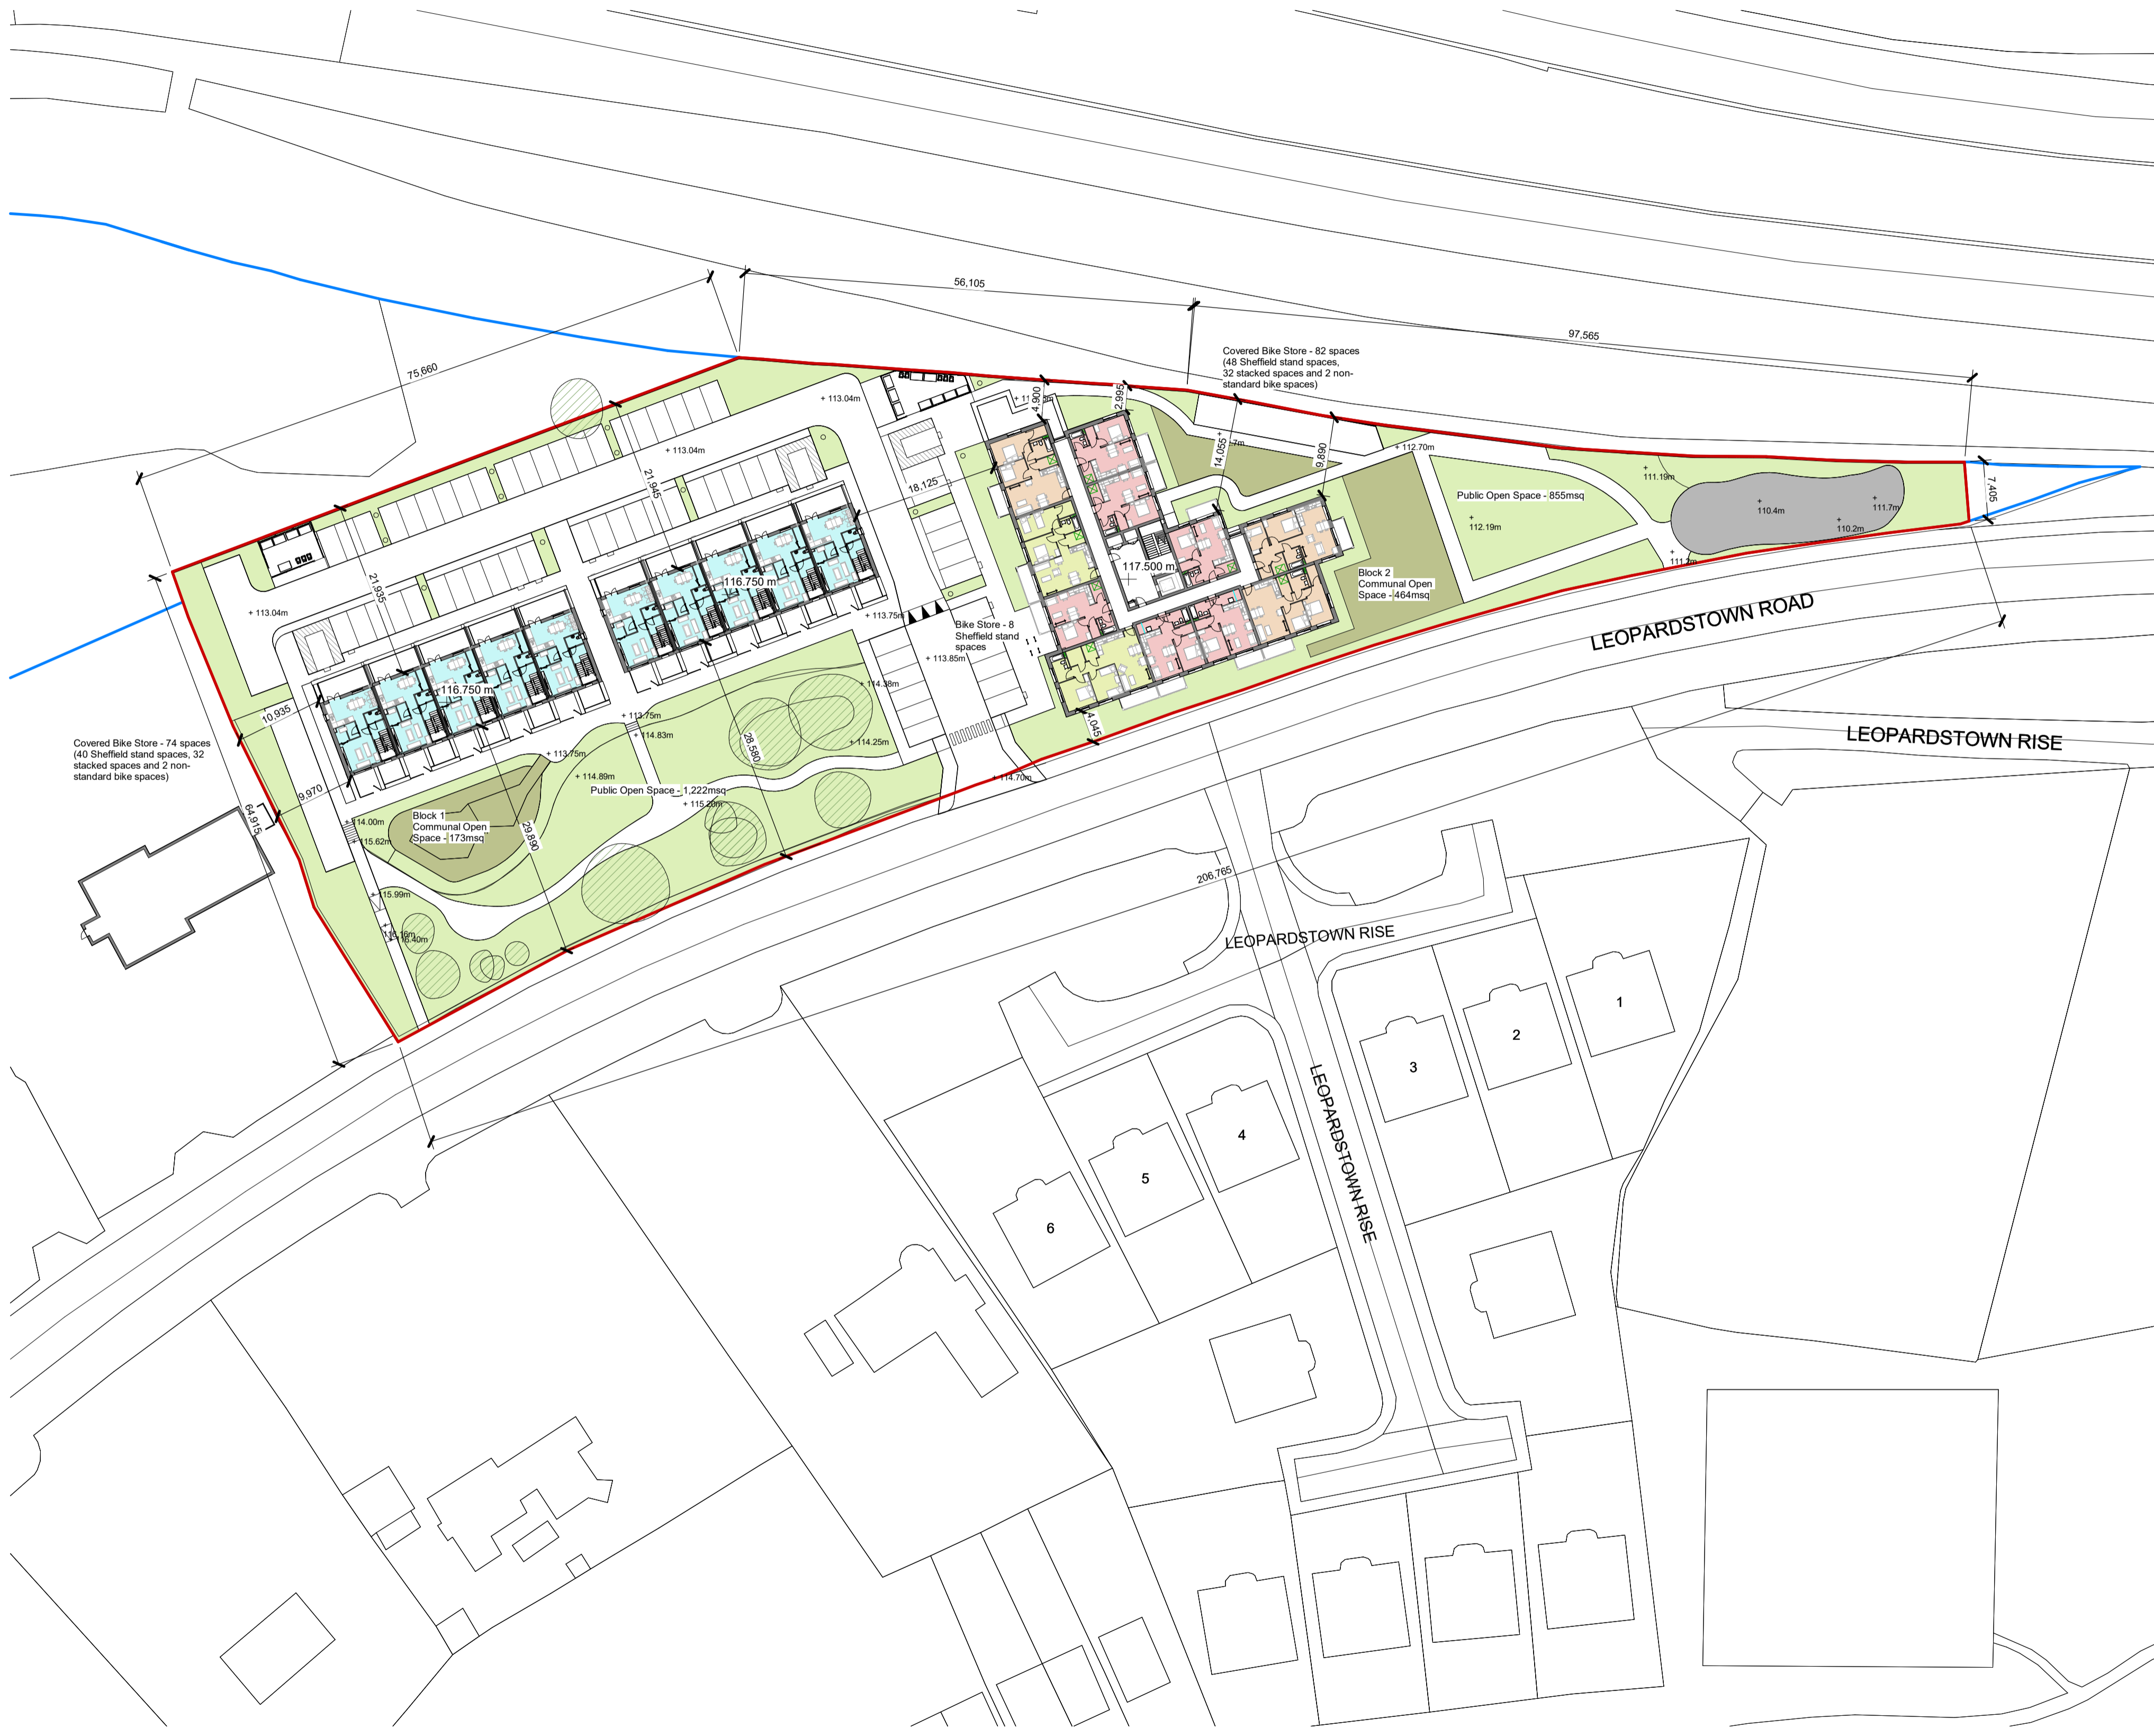 56,105
97,565
75,660
Covered Bike Store - 82 spaces
(48 Sheffield stand spaces,
32 stacked spaces and 2 non-
standard bike spaces)
+ 113.04m
4,900
2,995
+ 113.04m
14,055
9,890
+ 112.70m
21,945
18,125
Public Open Space - 855msq
+
112.19m
+
111.19m
+
110.4m
+
111.7m
+
110.2m
7,405
21,935
+ 113.04m
116.750 m
117.500 m
Block 2
Communal Open
Space - 464msq
+ 113.75m
Bike Store - 8
Sheffield stand
spaces
+ 113.85m
LEOPARDSTOWN ROAD
116.750 m
+ 114.38m
10,935
+ 113.75m
+ 114.83m
4,045
28,580
+ 114.25m
LEOPARDSTOWN RISE
Covered Bike Store - 74 spaces
(40 Sheffield stand spaces, 32
stacked spaces and 2 non-
standard bike spaces)
+ 113.75m
+ 114.89m
+ 114.70m
Public Open Space - 1,222msq
9,970
64,915
Block 1
Communal Open
Space - 173msq
29,890
+ 114.00m
+ 115.62m
+ 115.99m
206,765
LEOPARDSTOWN RISE
1
2
3
4
5
6
LEOPARDSTOWN RISE